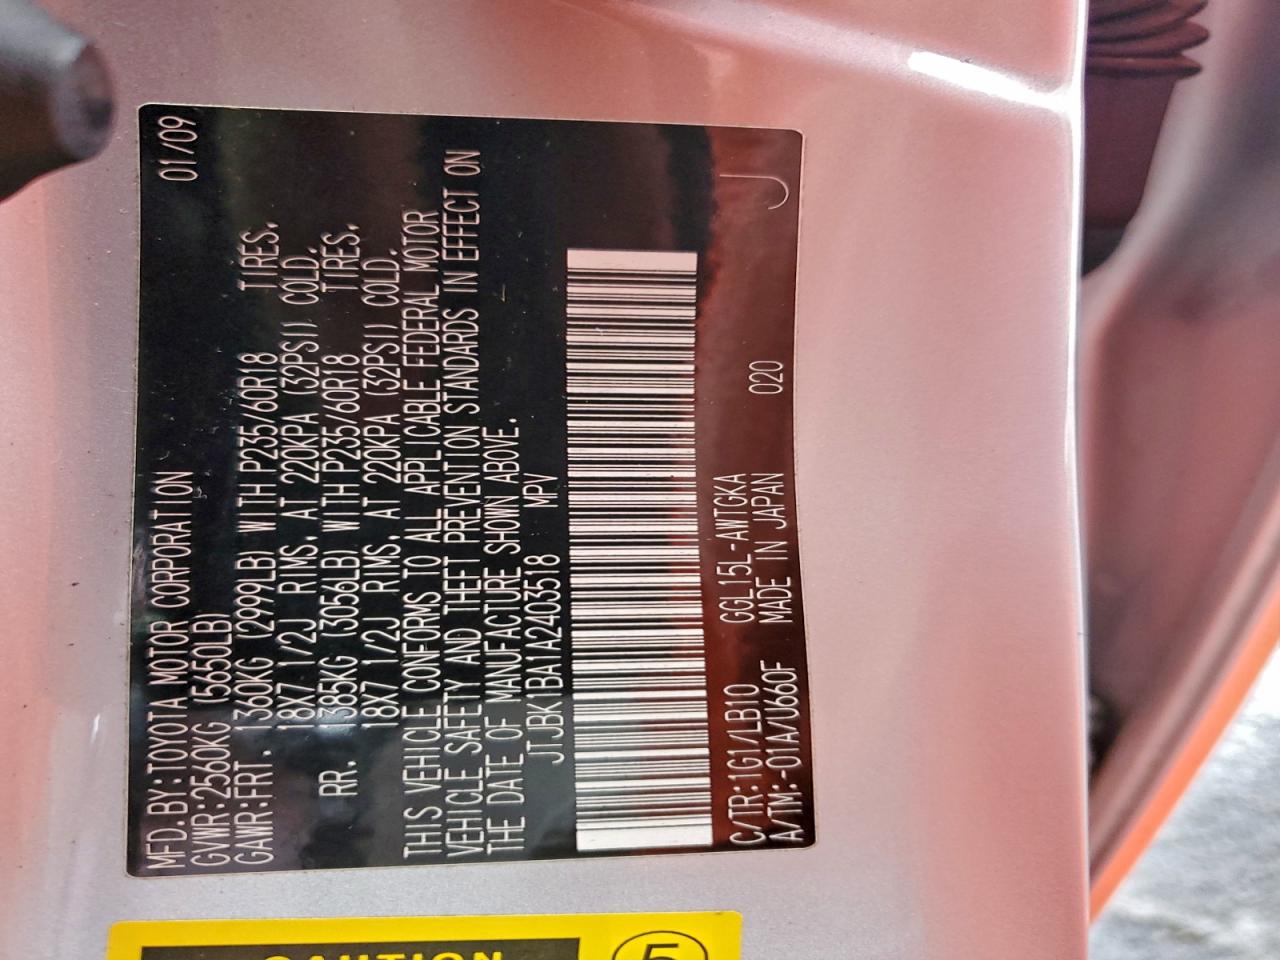 MFD.BY:TOYOTA MOTOR CORPORATION 01/09
GVWR:2560KG (5650LB)
GAWR:FRT. 1360KG (2999LB) WITH P235/60R18 TIRES,
18X7 1/2J RIMS, AT 220KPA (32PSI) COLD.
RR. 1385KG (3056LB) WITH P235/60R18 TIRES,
18X7 1/2J RIMS, AT 220KPA (32PSI) COLD.
THIS VEHICLE CONFORMS TO ALL APPLICABLE FEDERAL MOTOR
VEHICLE SAFETY AND THEFT PREVENTION STANDARDS IN EFFECT ON
THE DATE OF MANUFACTURE SHOWN ABOVE.
JTJBK1BA1A2403518 MPV
C/TR:1G1/LB10 GGL15L-AWTGKA 020
A/TM:-01A/U660F MADE IN JAPAN J
CAUTION 5